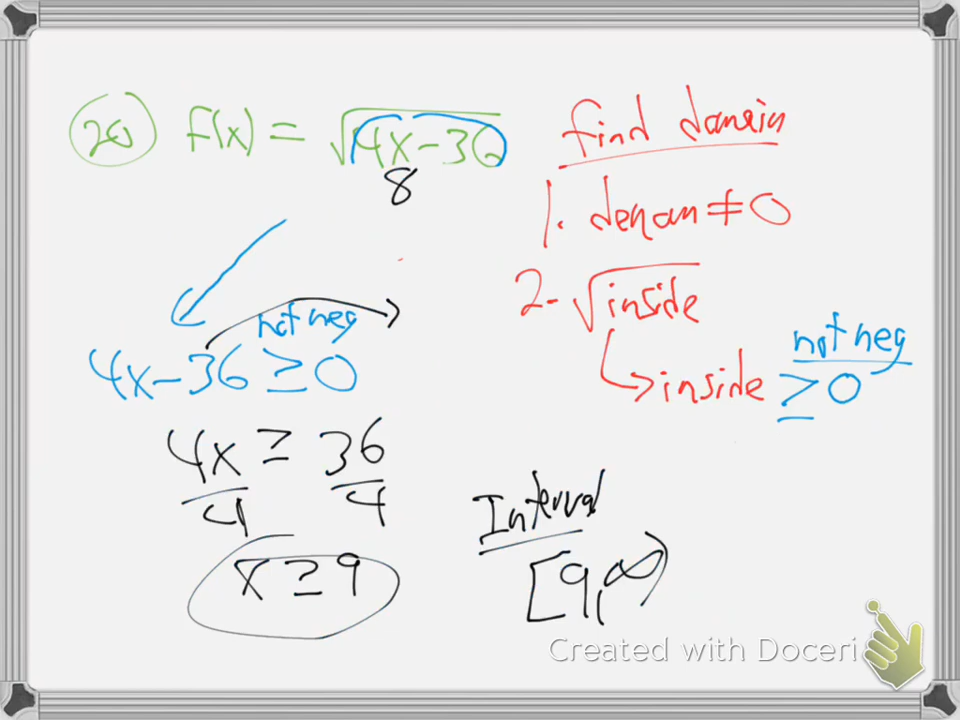 20 f(x) = √4x-36
8
find domain
1. denom ≠ 0
2- √inside
not neg
inside ≥ 0
not neg
4x-36 ≥ 0
4x ≥ 36
4 4
x ≥ 9
Interval
[9, ∞)
Created with Doceri